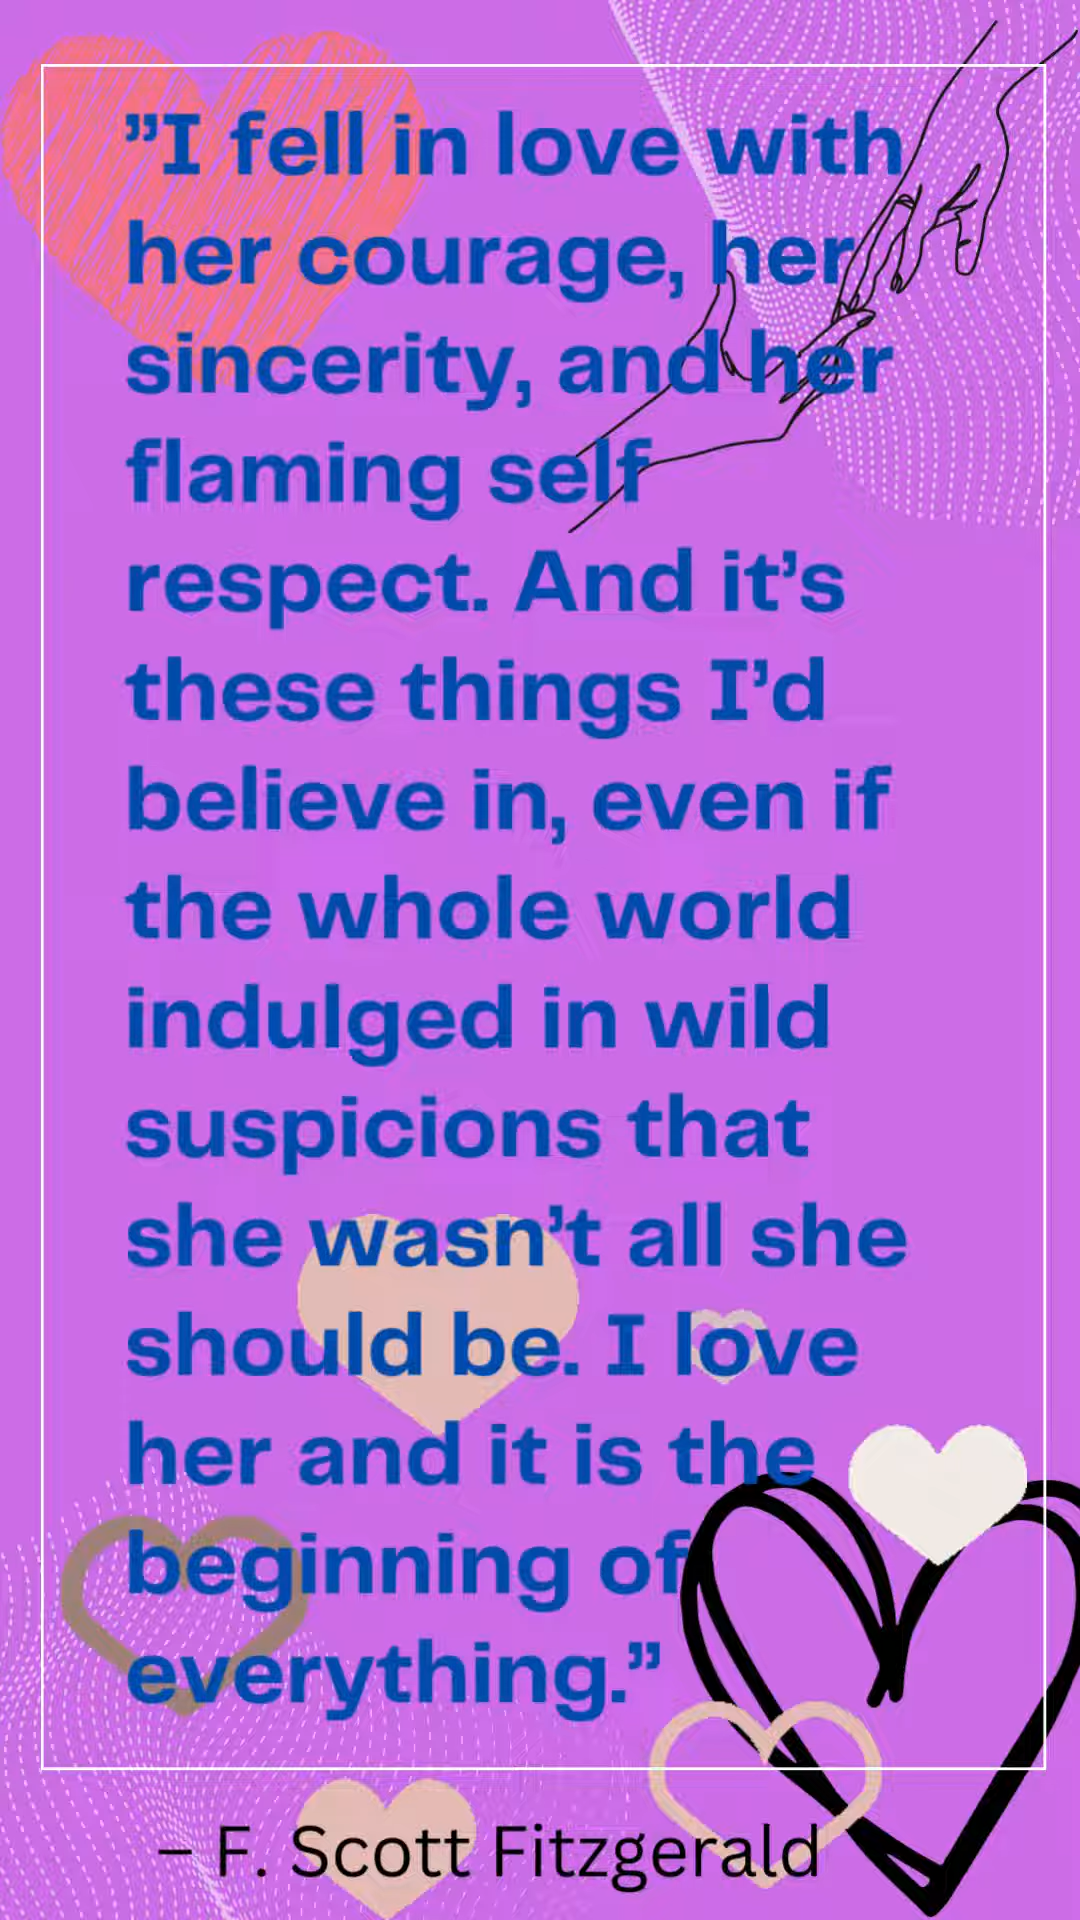 ”I fell in love with
her courage, her
sincerity, and her
flaming self
respect. And it’s
these things I’d
believe in, even if
the whole world
indulged in wild
suspicions that
she wasn’t all she
should be. I love
her and it is the
beginning of
everything.”
– F. Scott Fitzgerald